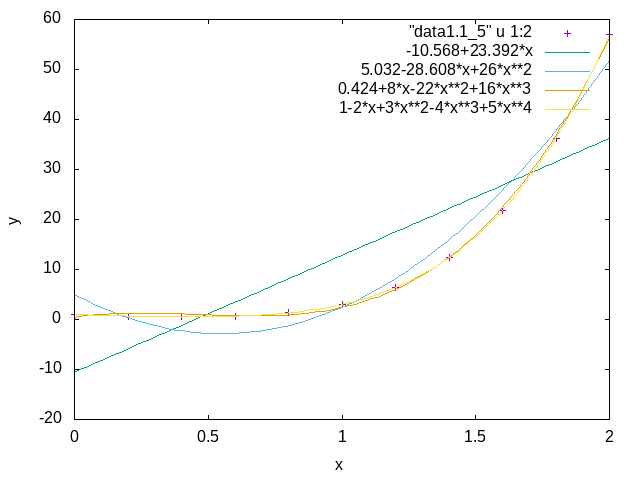 "data1.1_5" u 1:2
-10.568+23.392*x
5.032-28.608*x+26*x**2
0.424+8*x-22*x**2+16*x**3
1-2*x+3*x**2-4*x**3+5*x**4
60
50
40
30
20
10
0
-10
-20
y
0 0.5 1 1.5 2
x